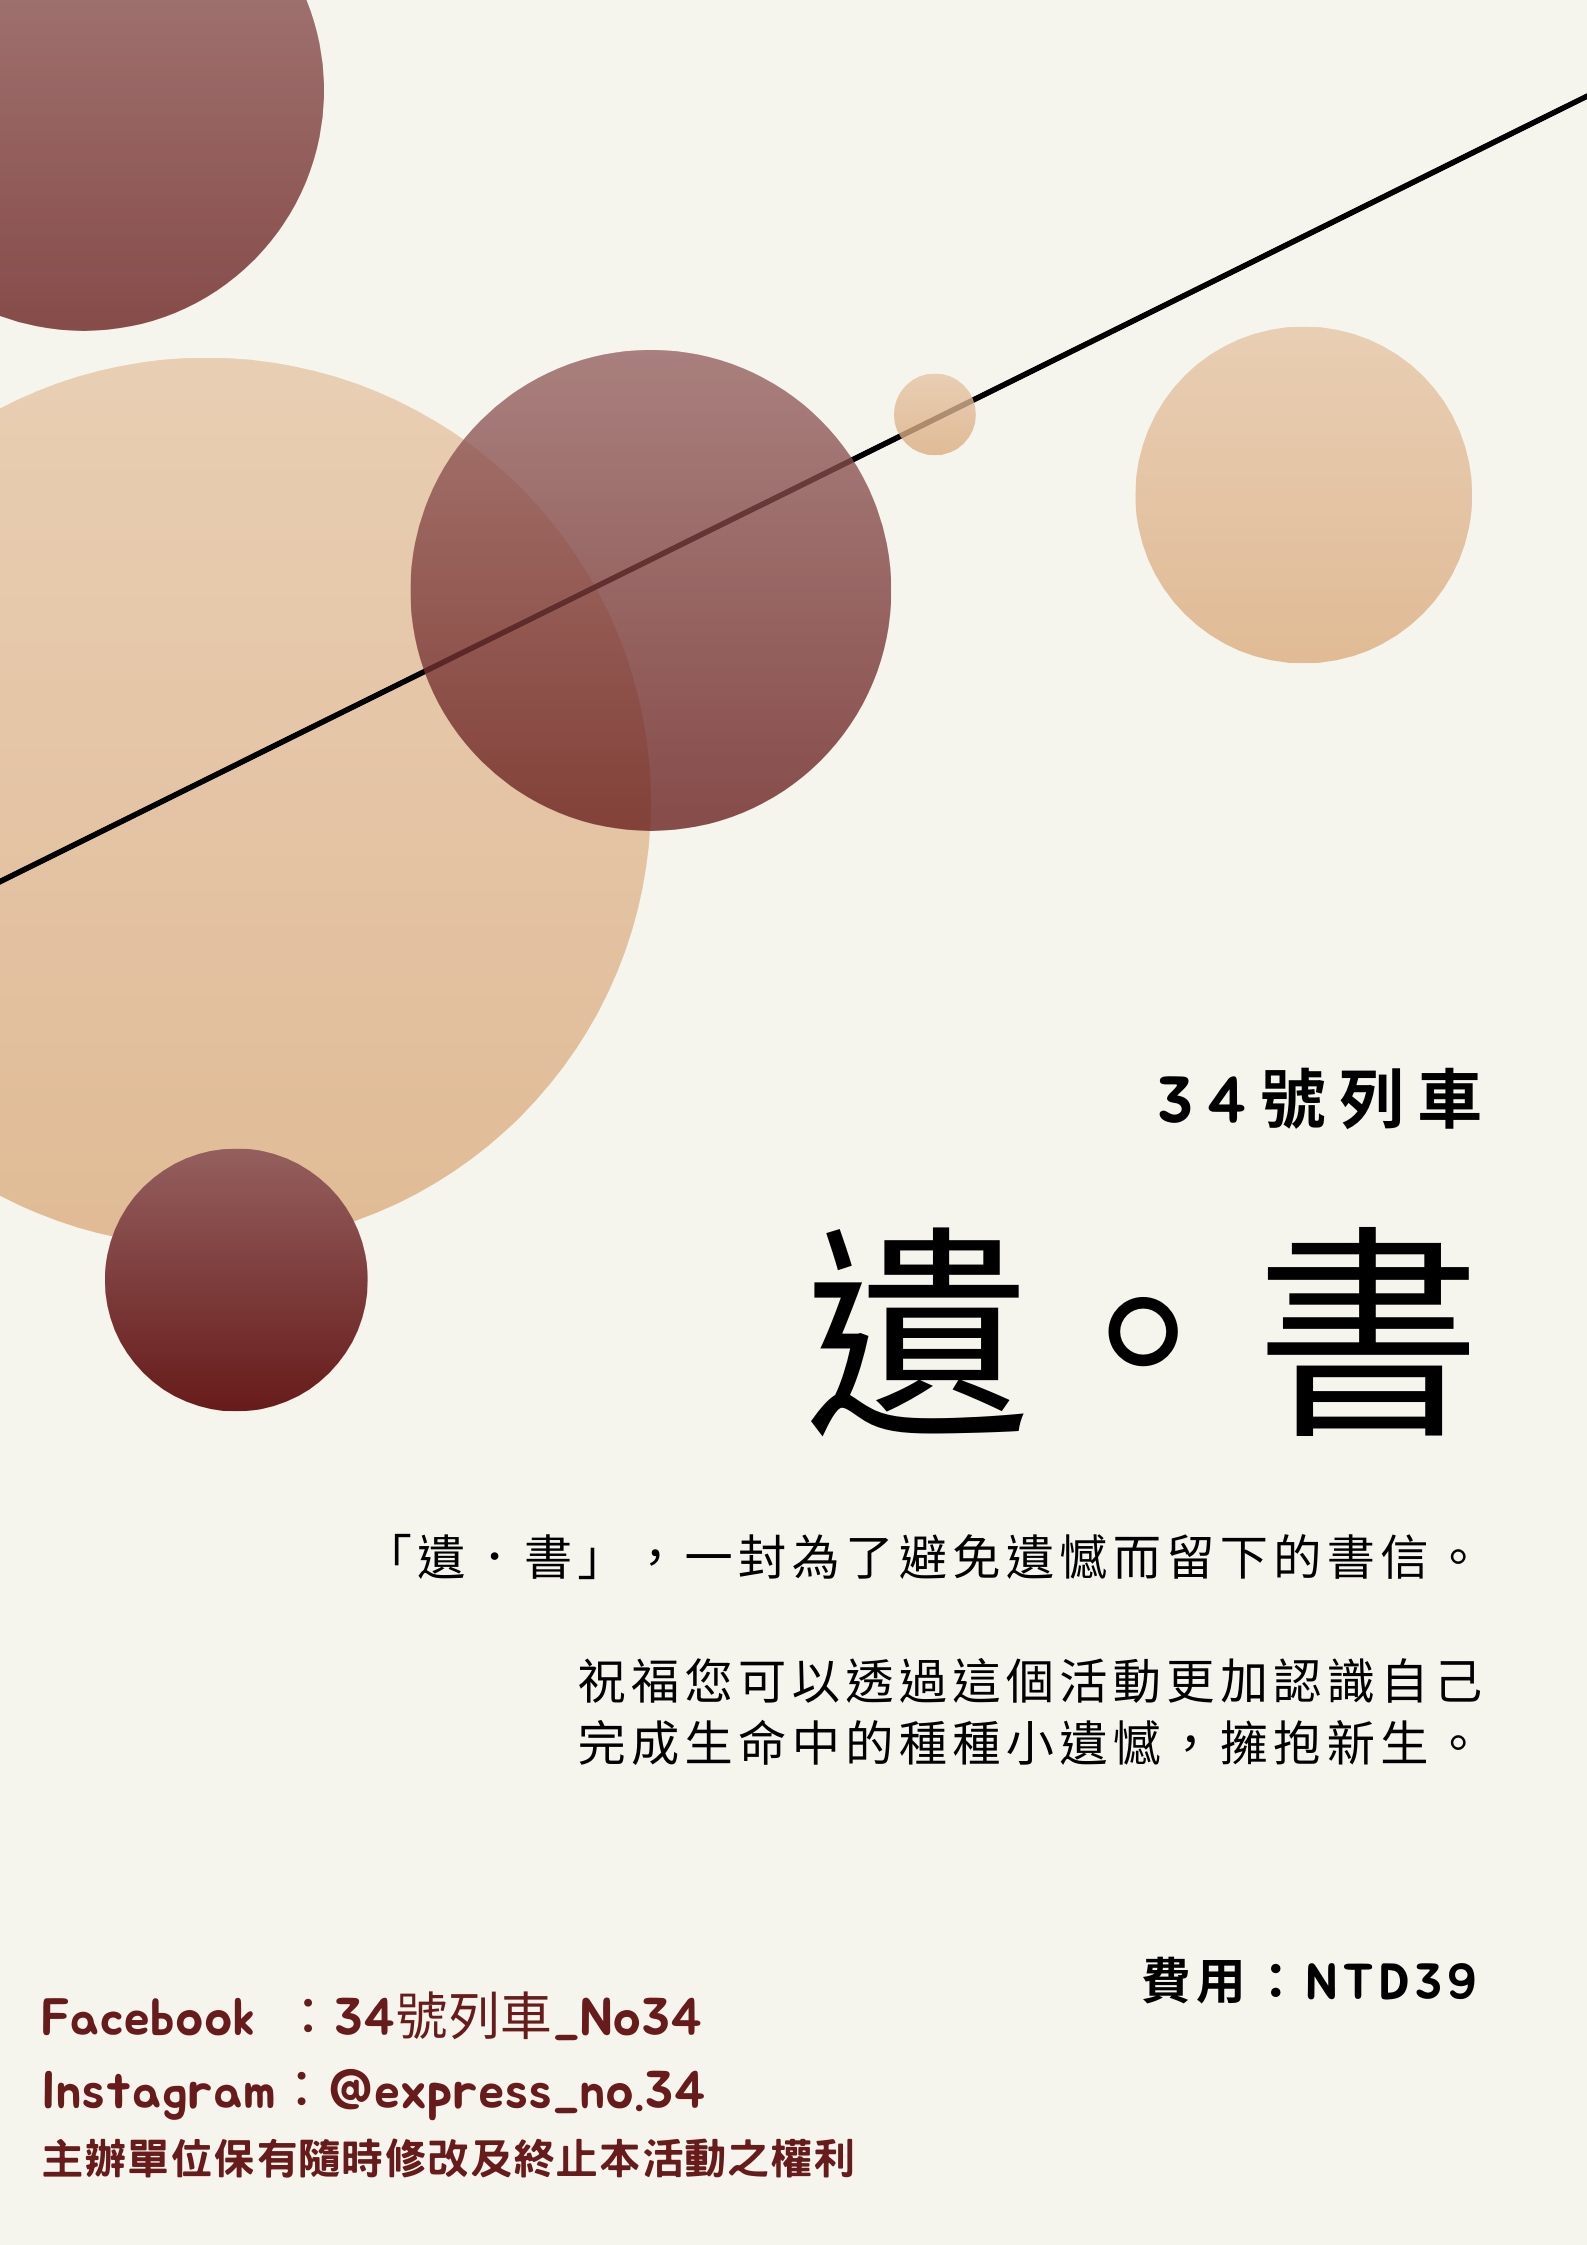 34號列車
遺。書
「遺．書」，一封為了避免遺憾而留下的書信。
祝福您可以透過這個活動更加認識自己
完成生命中的種種小遺憾，擁抱新生。
費用：NTD39
Facebook ：34號列車_No34
Instagram：@express_no.34
主辦單位保有隨時修改及終止本活動之權利